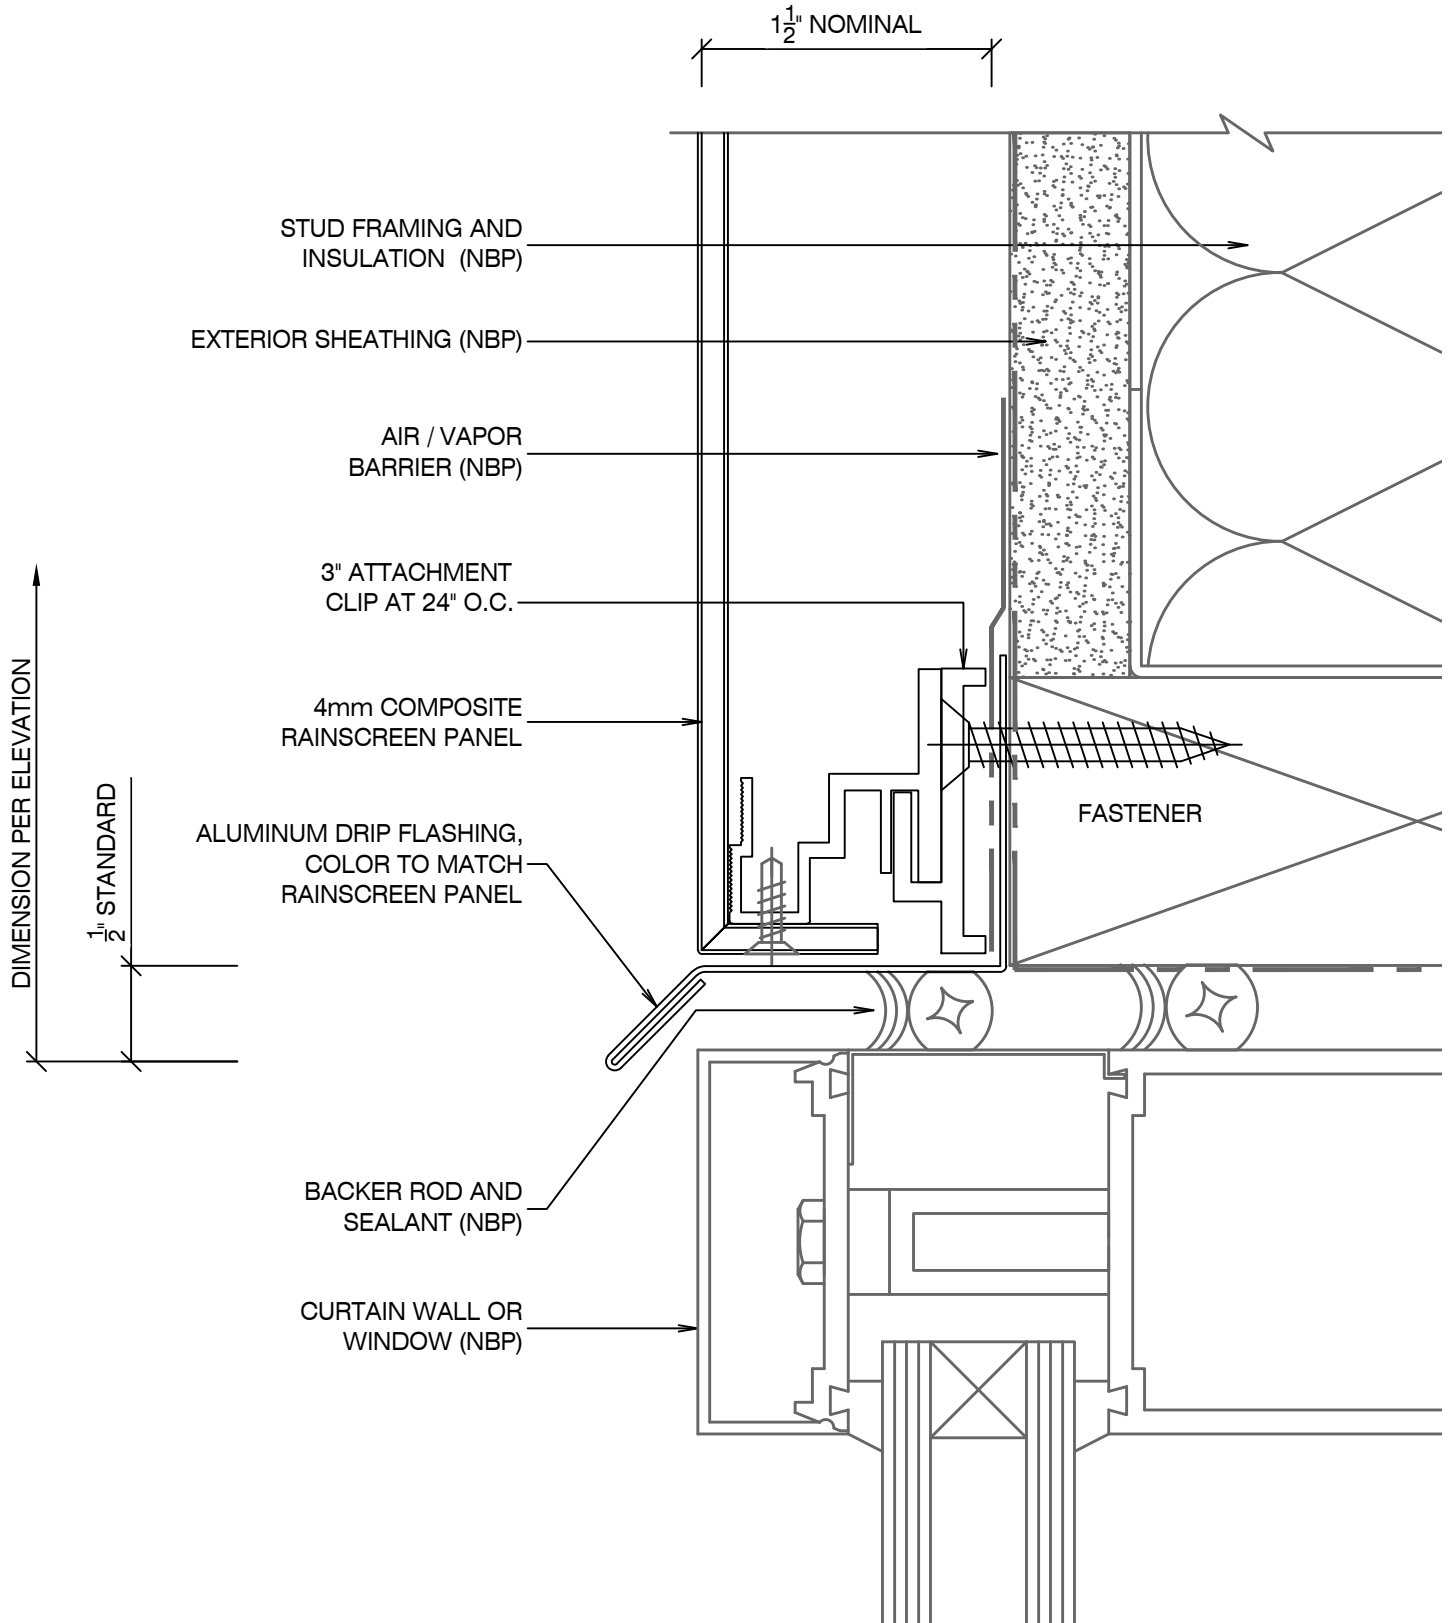 1 1/2" NOMINAL
STUD FRAMING AND
INSULATION (NBP)
EXTERIOR SHEATHING (NBP)
AIR / VAPOR
BARRIER (NBP)
3" ATTACHMENT
CLIP AT 24" O.C.
4mm COMPOSITE
RAINSCREEN PANEL
FASTENER
ALUMINUM DRIP FLASHING,
COLOR TO MATCH
RAINSCREEN PANEL
DIMENSION PER ELEVATION
1/2" STANDARD
BACKER ROD AND
SEALANT (NBP)
CURTAIN WALL OR
WINDOW (NBP)